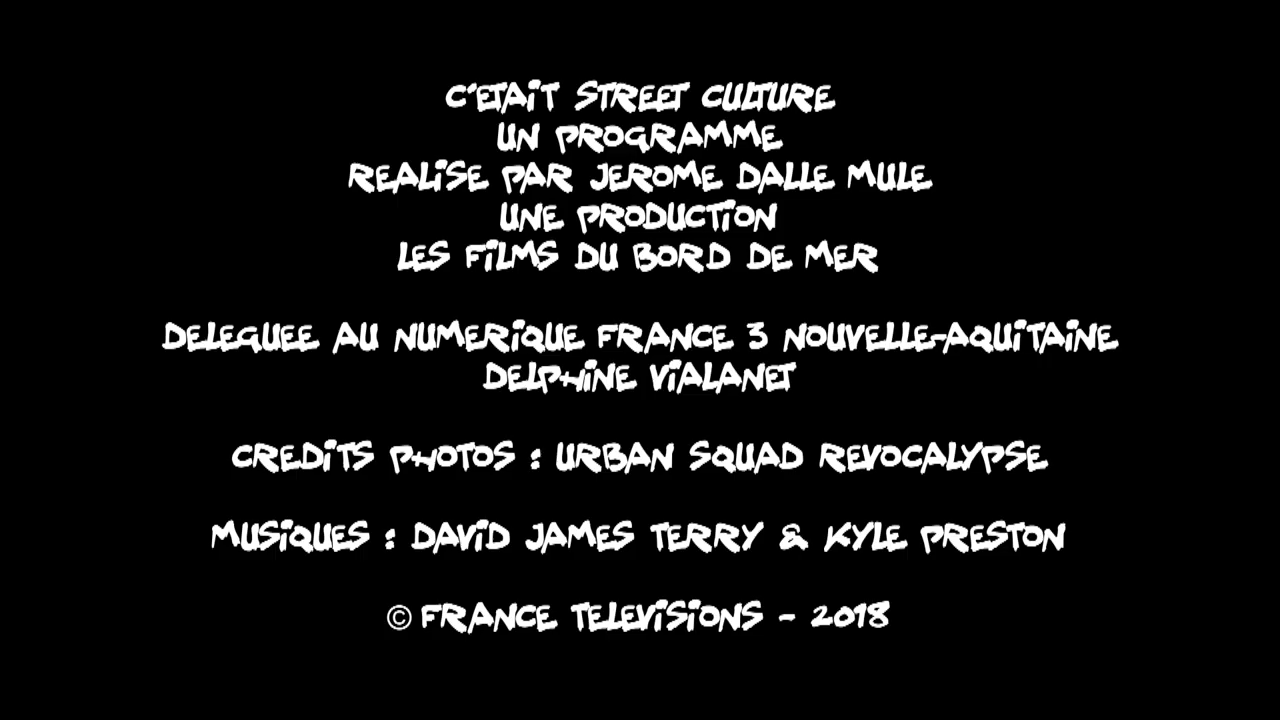 C'ETAIT STREET CULTURE
UN PROGRAMME
REALISE PAR JEROME DALLE MULE
UNE PRODUCTION
LES FILMS DU BORD DE MER
DELEGUEE AU NUMERIQUE FRANCE 3 NOUVELLE-AQUITAINE
DELPHINE VIALANET
CREDITS PHOTOS : URBAN SQUAD REVOCALYPSE
MUSIQUES : DAVID JAMES TERRY & KYLE PRESTON
© FRANCE TELEVISIONS - 2018